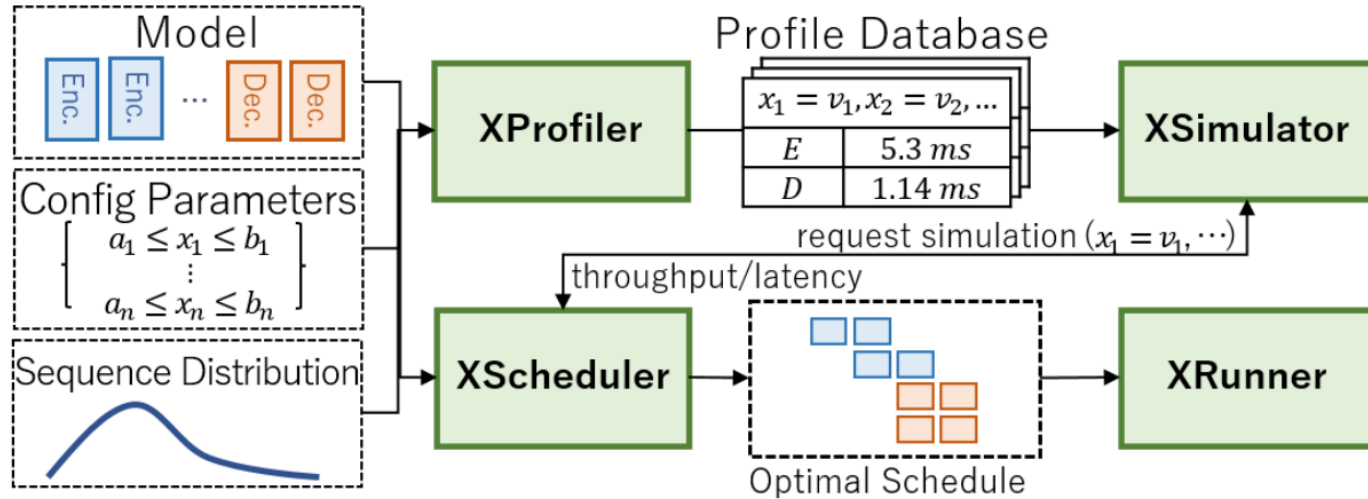 Model
Enc.
Enc.
...
Dec.
Dec.
Config Parameters
a₁ ≤ x₁ ≤ b₁
⋮
aₙ ≤ xₙ ≤ bₙ
Sequence Distribution
XProfiler
Profile Database
x₁ = v₁, x₂ = v₂, ...
E 5.3 ms
D 1.14 ms
XSimulator
request simulation (x₁ = v₁, ⋯)
throughput/latency
XScheduler
Optimal Schedule
XRunner